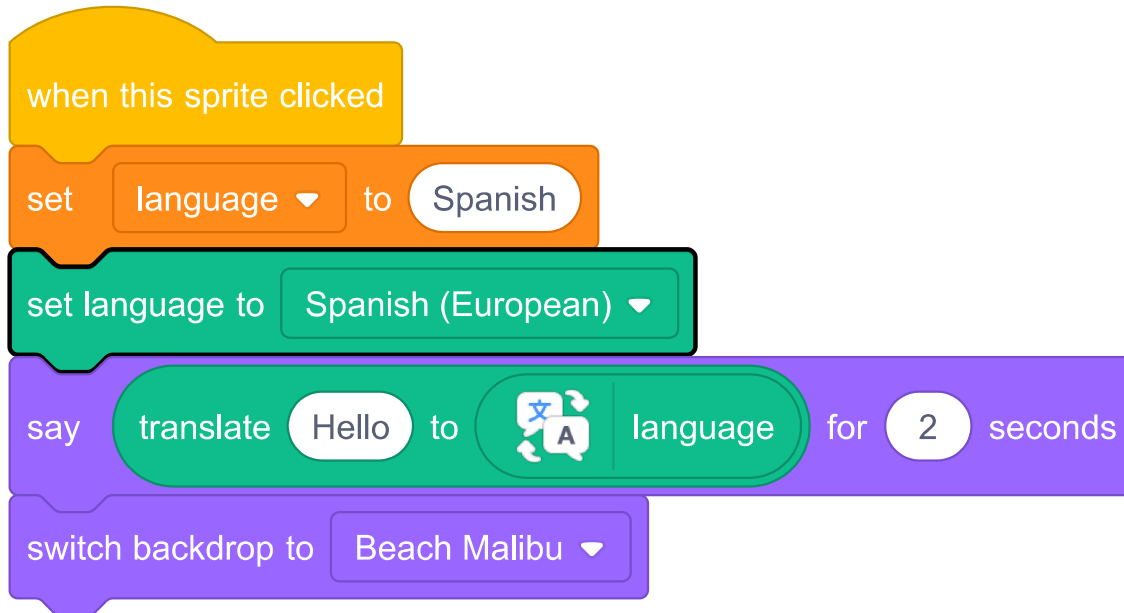 when this sprite clicked
set language to Spanish
set language to Spanish (European)
say translate Hello to 文 A language for 2 seconds
switch backdrop to Beach Malibu